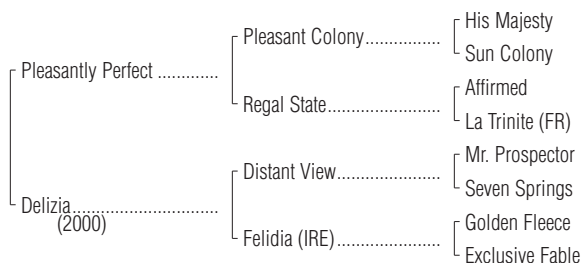 His Majesty
Pleasant Colony................
Sun Colony
Pleasantly Perfect .............
Affirmed
Regal State........................
La Trinite (FR)
Mr. Prospector
Distant View......................
Seven Springs
Delizia................................
(2000)
Golden Fleece
Felidia (IRE)......................
Exclusive Fable